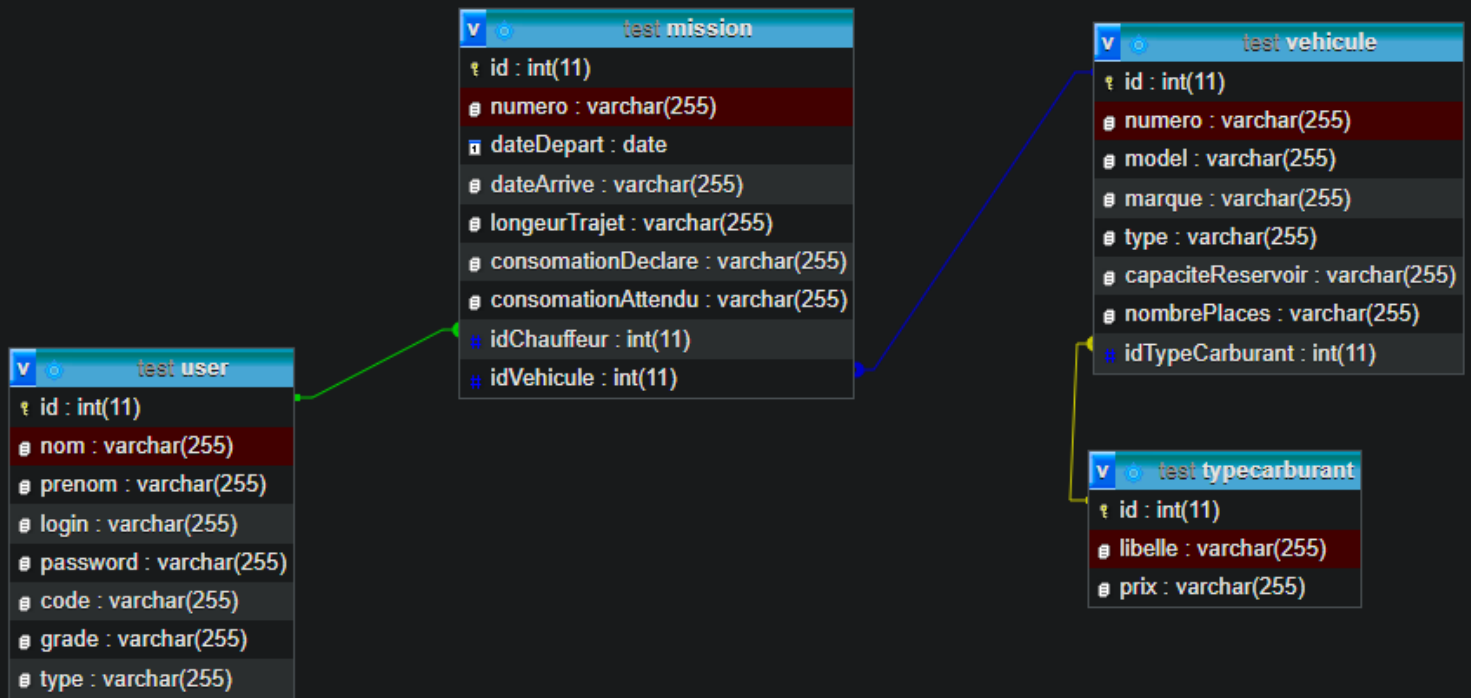 v test mission
id : int(11)
numero : varchar(255)
dateDepart : date
dateArrive : varchar(255)
longeurTrajet : varchar(255)
consomationDeclare : varchar(255)
consomationAttendu : varchar(255)
# idChauffeur : int(11)
# idVehicule : int(11)
v test vehicule
id : int(11)
numero : varchar(255)
model : varchar(255)
marque : varchar(255)
type : varchar(255)
capaciteReservoir : varchar(255)
nombrePlaces : varchar(255)
# idTypeCarburant : int(11)
v test user
id : int(11)
nom : varchar(255)
prenom : varchar(255)
login : varchar(255)
password : varchar(255)
code : varchar(255)
grade : varchar(255)
type : varchar(255)
v test typecarburant
id : int(11)
libelle : varchar(255)
prix : varchar(255)